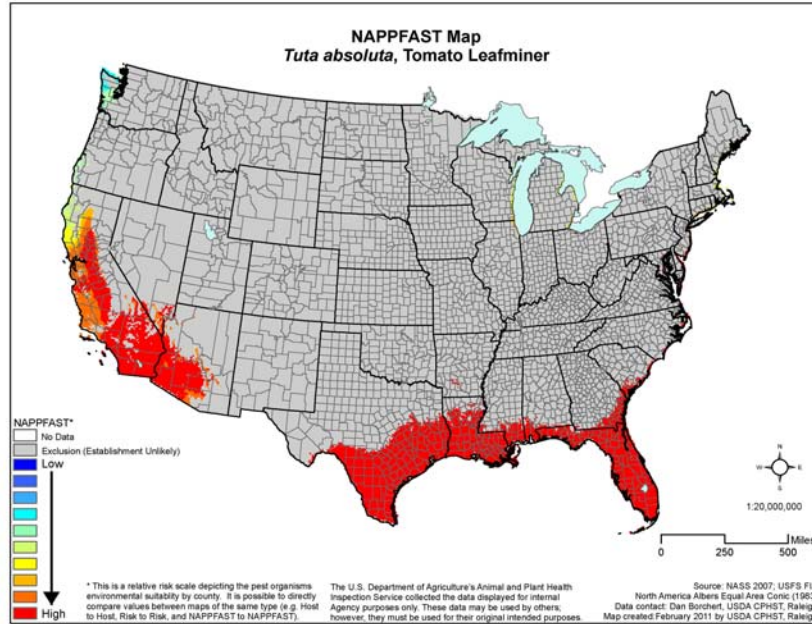 NAPPFAST Map
Tuta absoluta, Tomato Leafminer
N
W
E
S
1:20,000,000
Miles
0 250 500
NAPPFAST*
No Data
Exclusion (Establishment Unlikely)
Low
High
* This is a relative risk scale depicting the pest organisms
environmental suitability by county. It is possible to directly
compare values between maps of the same type (e.g. Host
to Host, Risk to Risk, and NAPPFAST to NAPPFAST).
The U.S. Department of Agriculture's Animal and Plant Health
Inspection Service collected the data displayed for internal
Agency purposes only. These data may be used by others;
however, they must be used for their original intended purposes.
Source: NASS 2007; USFS FI
North America Albers Equal Area Conic (1983
Data contact: Dan Borchert, USDA CPHST, Raleig
Map created February 2011 by USDA CPHST, Raleig